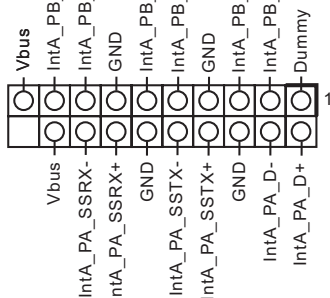 Vbus
IntA_PB_
IntA_PB_
GND
IntA_PB_
IntA_PB_
GND
IntA_PB_
IntA_PB_
Dummy
1
Vbus
IntA_PA_SSRX-
IntA_PA_SSRX+
GND
IntA_PA_SSTX-
IntA_PA_SSTX+
GND
IntA_PA_D-
IntA_PA_D+